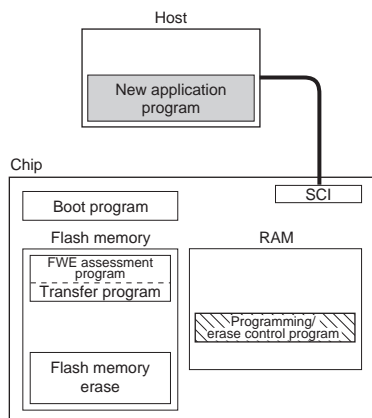 Host
New application
program
Chip
SCI
Boot program
Flash memory
RAM
FWE assessment
program
Transfer program
Programming/
erase control program
Flash memory
erase